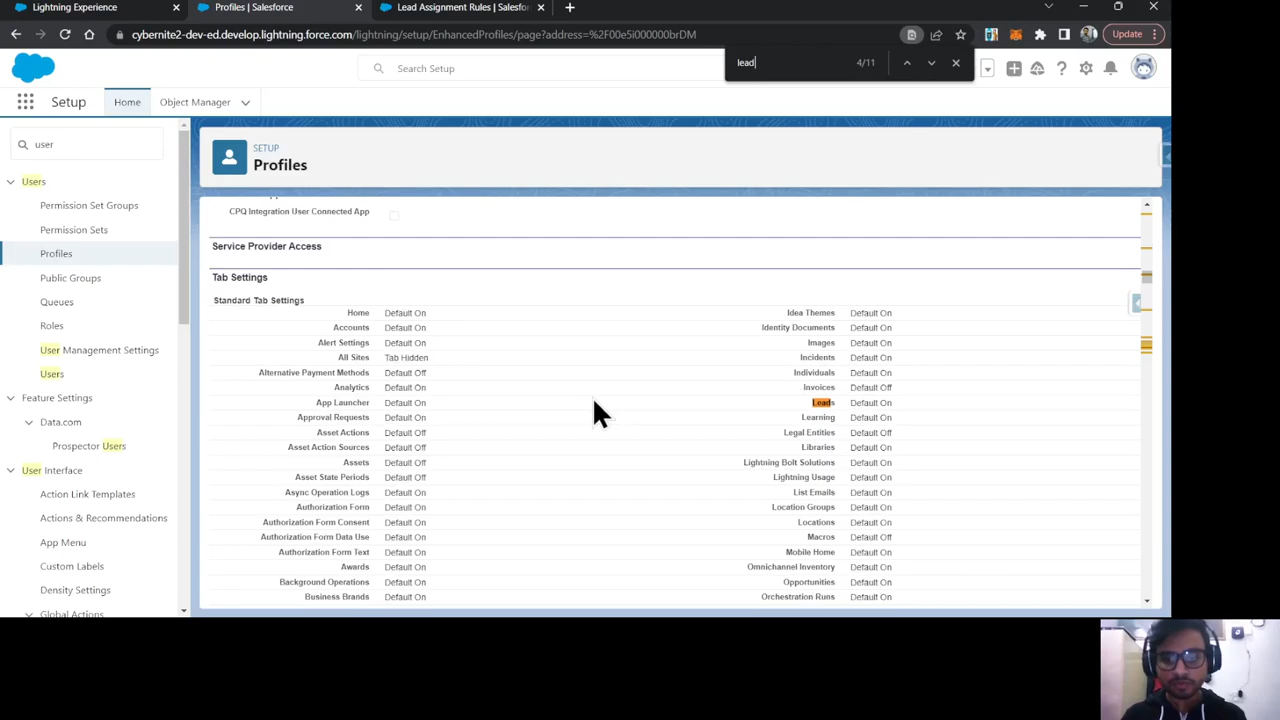 Lightning Experience
Profiles | Salesforce
Lead Assignment Rules | Salesfor
cybernite2-dev-ed.develop.lightning.force.com/lightning/setup/EnhancedProfiles/page?address=%2F00e5i000000brDM
Update
lead
4/11
Search Setup
Setup
Home
Object Manager
user
Users
Permission Set Groups
Permission Sets
Profiles
Public Groups
Queues
Roles
User Management Settings
Users
Feature Settings
Data.com
Prospector Users
User Interface
Action Link Templates
Actions & Recommendations
App Menu
Custom Labels
Density Settings
Global Actions
SETUP
Profiles
CPQ Integration User Connected App
Service Provider Access
Tab Settings
Standard Tab Settings
Home Default On Idea Themes Default On
Accounts Default On Identity Documents Default On
Alert Settings Default On Images Default On
All Sites Tab Hidden Incidents Default On
Alternative Payment Methods Default Off Individuals Default On
Analytics Default On Invoices Default Off
App Launcher Default On Leads Default On
Approval Requests Default On Learning Default On
Asset Actions Default Off Legal Entities Default Off
Asset Action Sources Default Off Libraries Default On
Assets Default Off Lightning Bolt Solutions Default On
Asset State Periods Default Off Lightning Usage Default On
Async Operation Logs Default On List Emails Default On
Authorization Form Default On Location Groups Default On
Authorization Form Consent Default On Locations Default On
Authorization Form Data Use Default On Macros Default Off
Authorization Form Text Default On Mobile Home Default On
Awards Default On Omnichannel Inventory Default On
Background Operations Default On Opportunities Default On
Business Brands Default On Orchestration Runs Default On